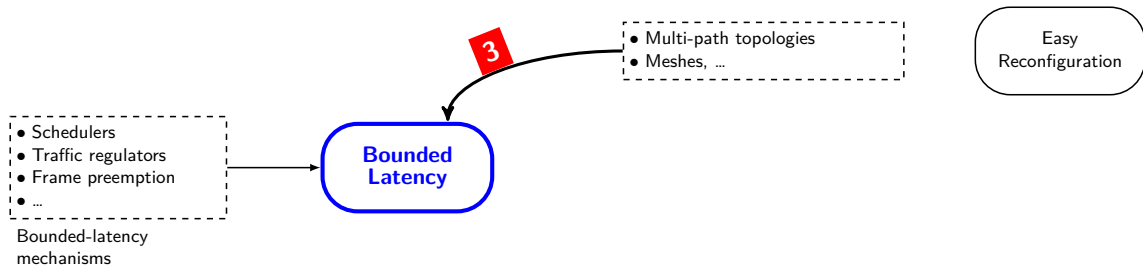 3
• Multi-path topologies
• Meshes, …
Easy
Reconfiguration
• Schedulers
• Traffic regulators
• Frame preemption
• …
Bounded
Latency
Bounded-latency
mechanisms